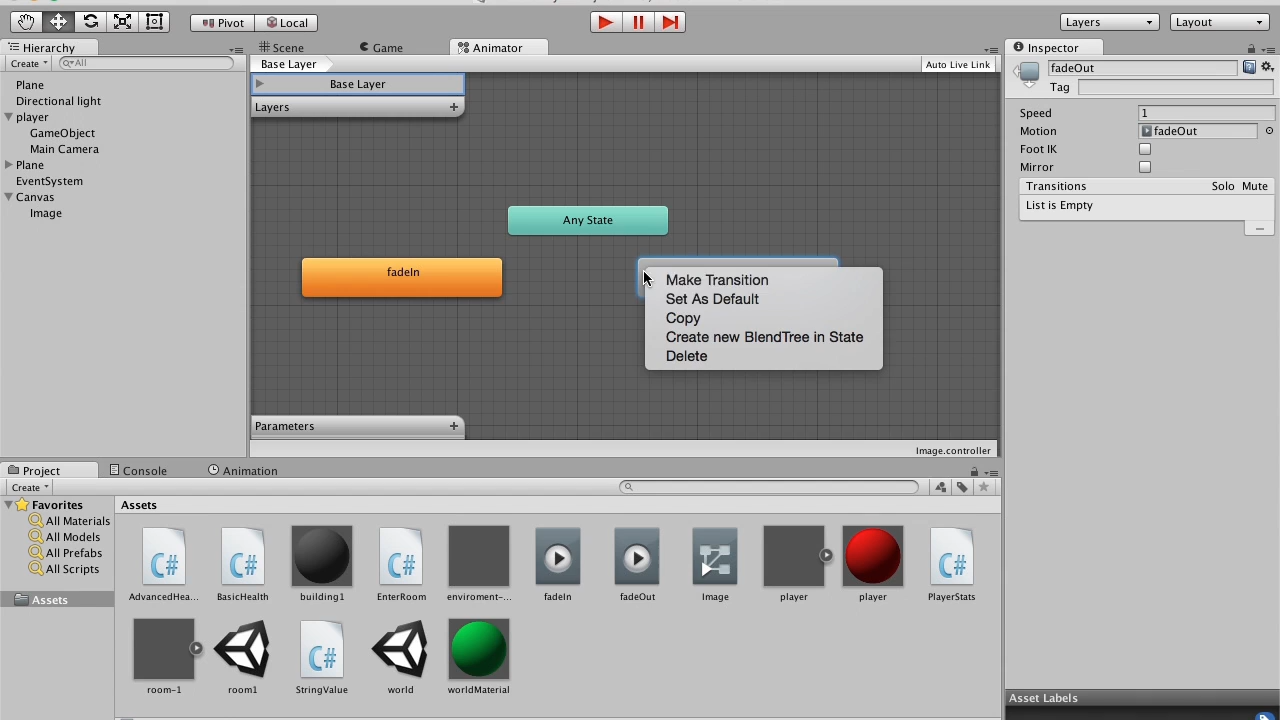 Pivot
Local
Layers
Layout
Hierarchy
Scene
Game
Animator
Inspector
Create
All
Base Layer
Auto Live Link
fadeOut
Plane
Base Layer
Tag
Directional light
Layers
player
Speed
1
GameObject
Motion
fadeOut
Main Camera
Foot IK
Plane
Mirror
EventSystem
Transitions
Solo
Mute
Canvas
List is Empty
Image
Any State
fadeIn
Make Transition
Set As Default
Copy
Create new BlendTree in State
Delete
Parameters
Image.controller
Project
Console
Animation
Create
Favorites
Assets
All Materials
All Models
All Prefabs
All Scripts
Assets
AdvancedHea...
BasicHealth
building1
EnterRoom
enviroment-...
fadeIn
fadeOut
Image
player
player
PlayerStats
room-1
room1
StringValue
world
worldMaterial
Asset Labels